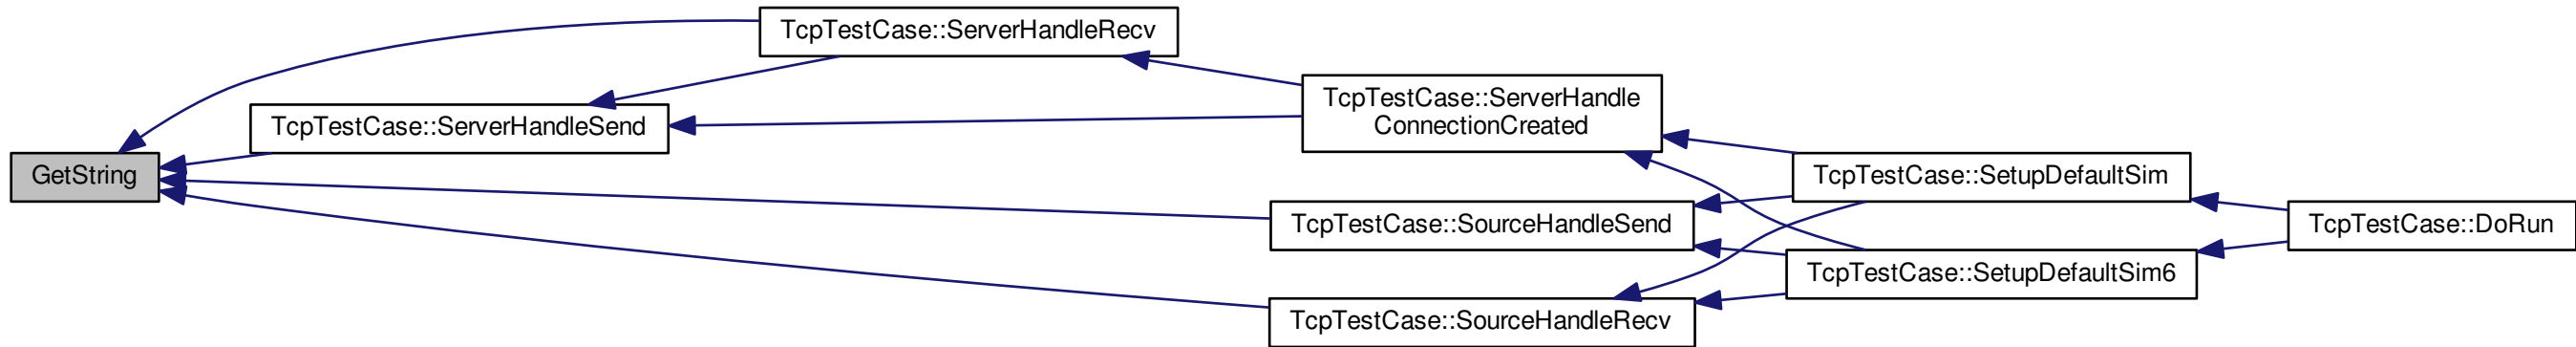 TcpTestCase::ServerHandleRecv
TcpTestCase::ServerHandle
ConnectionCreated
TcpTestCase::ServerHandleSend
GetString
TcpTestCase::SetupDefaultSim
TcpTestCase::SourceHandleSend
TcpTestCase::DoRun
TcpTestCase::SetupDefaultSim6
TcpTestCase::SourceHandleRecv